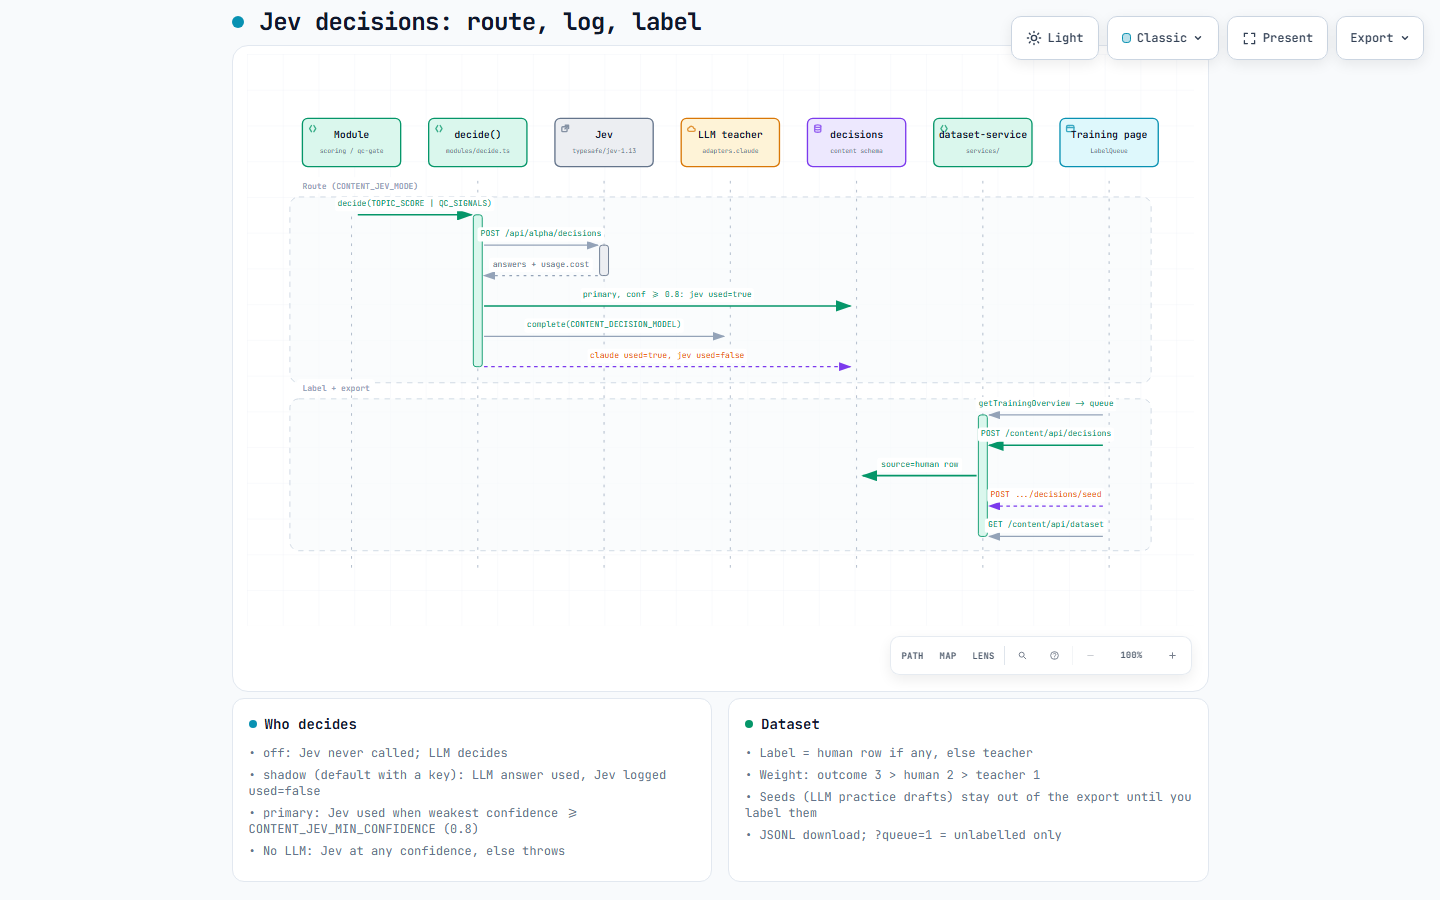 Jev decisions: route, log, label
Light
Classic
Present
Export
Module
scoring / qc-gate
decide()
modules/decide.ts
Jev
typesafe/jev-1.13
LLM teacher
adapters.claude
decisions
content schema
dataset-service
services/
Training page
LabelQueue
Route (CONTENT_JEV_MODE)
decide(TOPIC_SCORE | QC_SIGNALS)
POST /api/alpha/decisions
answers + usage.cost
primary, conf ≥ 0.8: jev used=true
complete(CONTENT_DECISION_MODEL)
claude used=true, jev used=false
Label + export
getTrainingOverview → queue
POST /content/api/decisions
source=human row
POST .../decisions/seed
GET /content/api/dataset
PATH MAP LENS − 100% +
Who decides
• off: Jev never called; LLM decides
• shadow (default with a key): LLM answer used, Jev logged
used=false
• primary: Jev used when weakest confidence ≥
CONTENT_JEV_MIN_CONFIDENCE (0.8)
• No LLM: Jev at any confidence, else throws
Dataset
• Label = human row if any, else teacher
• Weight: outcome 3 > human 2 > teacher 1
• Seeds (LLM practice drafts) stay out of the export until you
label them
• JSONL download; ?queue=1 = unlabelled only